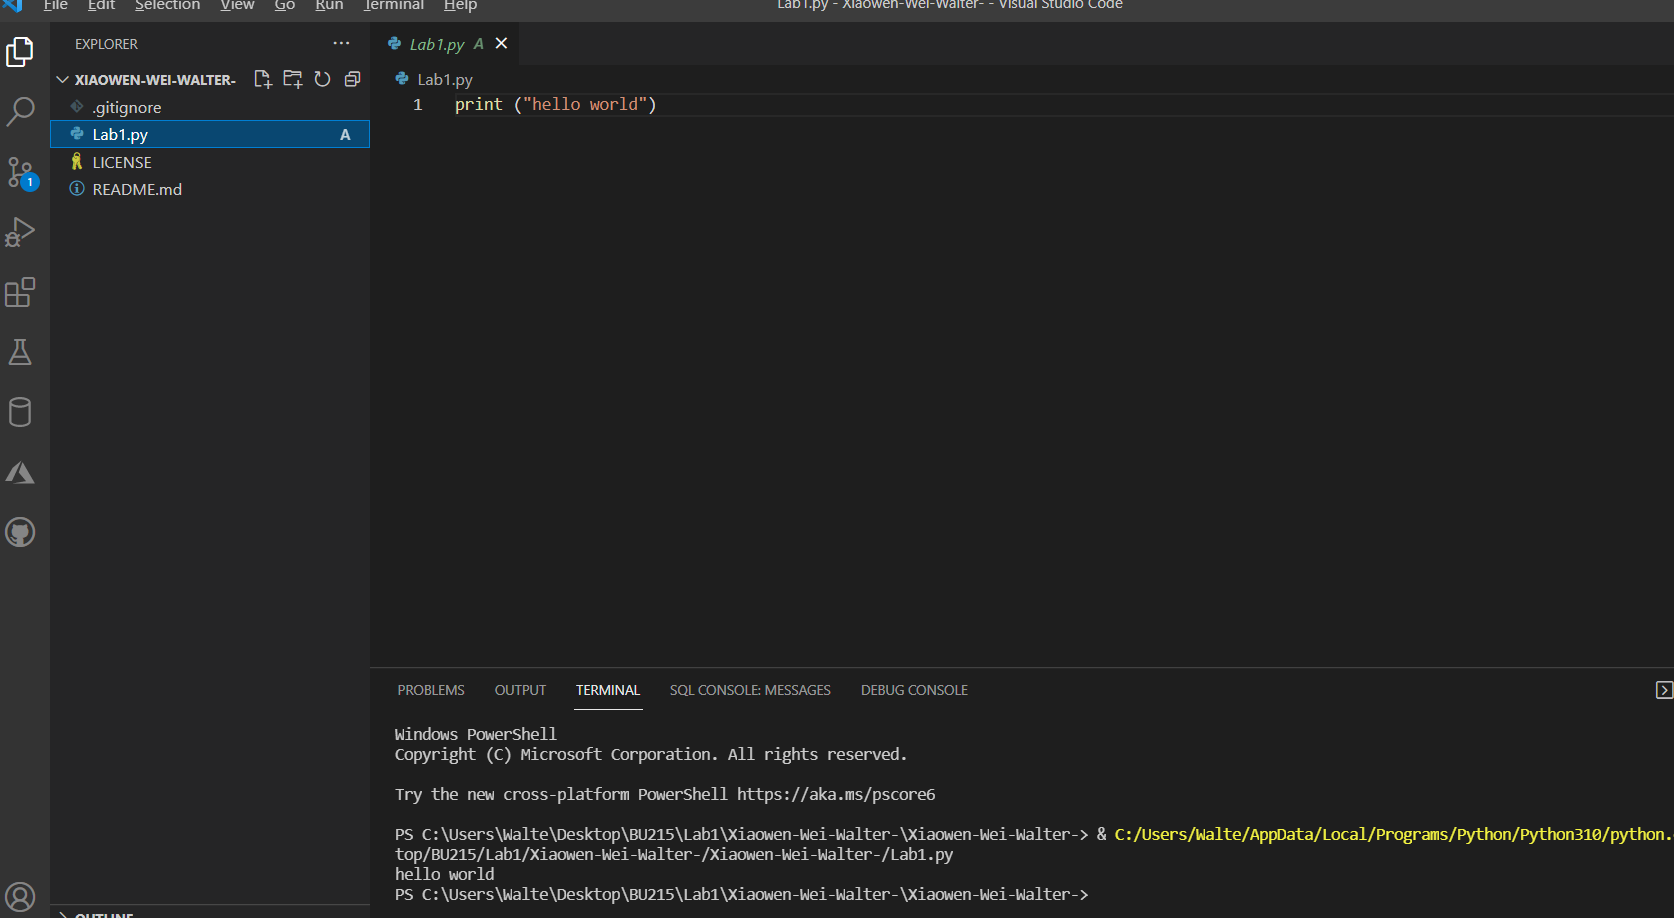 File Edit Selection View Go Run Terminal Help
Lab1.py - Xiaowen-Wei-Walter- - Visual Studio Code
EXPLORER
XIAOWEN-WEI-WALTER-
.gitignore
Lab1.py A
LICENSE
README.md
1
OUTLINE
Lab1.py A
Lab1.py
1 print ("hello world")
PROBLEMS OUTPUT TERMINAL SQL CONSOLE: MESSAGES DEBUG CONSOLE
Windows PowerShell
Copyright (C) Microsoft Corporation. All rights reserved.
Try the new cross-platform PowerShell https://aka.ms/pscore6
PS C:\Users\Walte\Desktop\BU215\Lab1\Xiaowen-Wei-Walter-\Xiaowen-Wei-Walter-> & C:/Users/Walte/AppData/Local/Programs/Python/Python310/python.
top/BU215/Lab1/Xiaowen-Wei-Walter-/Xiaowen-Wei-Walter-/Lab1.py
hello world
PS C:\Users\Walte\Desktop\BU215\Lab1\Xiaowen-Wei-Walter-\Xiaowen-Wei-Walter->